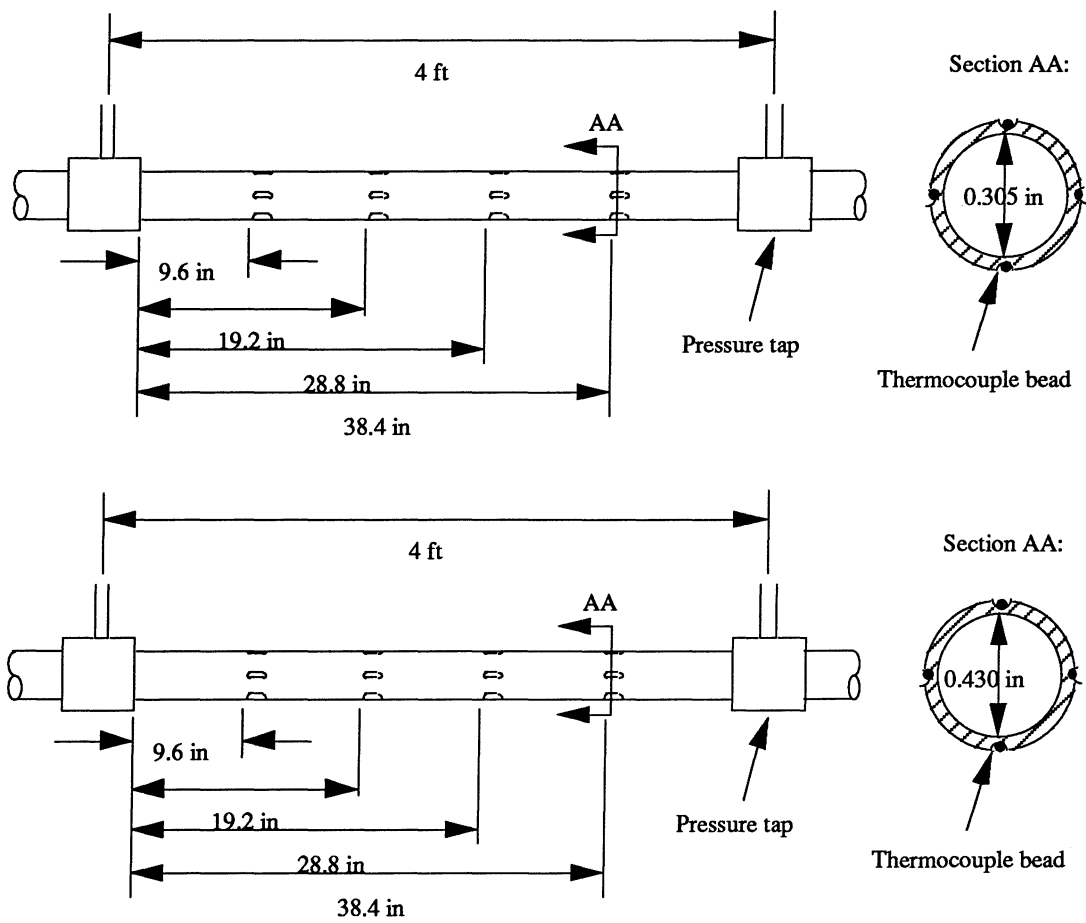 4 ft
Section AA:
AA
0.305 in
9.6 in
19.2 in
Pressure tap
28.8 in
Thermocouple bead
38.4 in
4 ft
Section AA:
AA
0.430 in
9.6 in
19.2 in
Pressure tap
28.8 in
Thermocouple bead
38.4 in